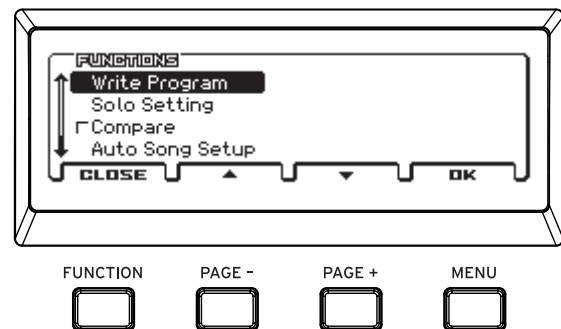 FUNCTIONS
Write Program
Solo Setting
Compare
Auto Song Setup
CLOSE OK
FUNCTION PAGE - PAGE + MENU